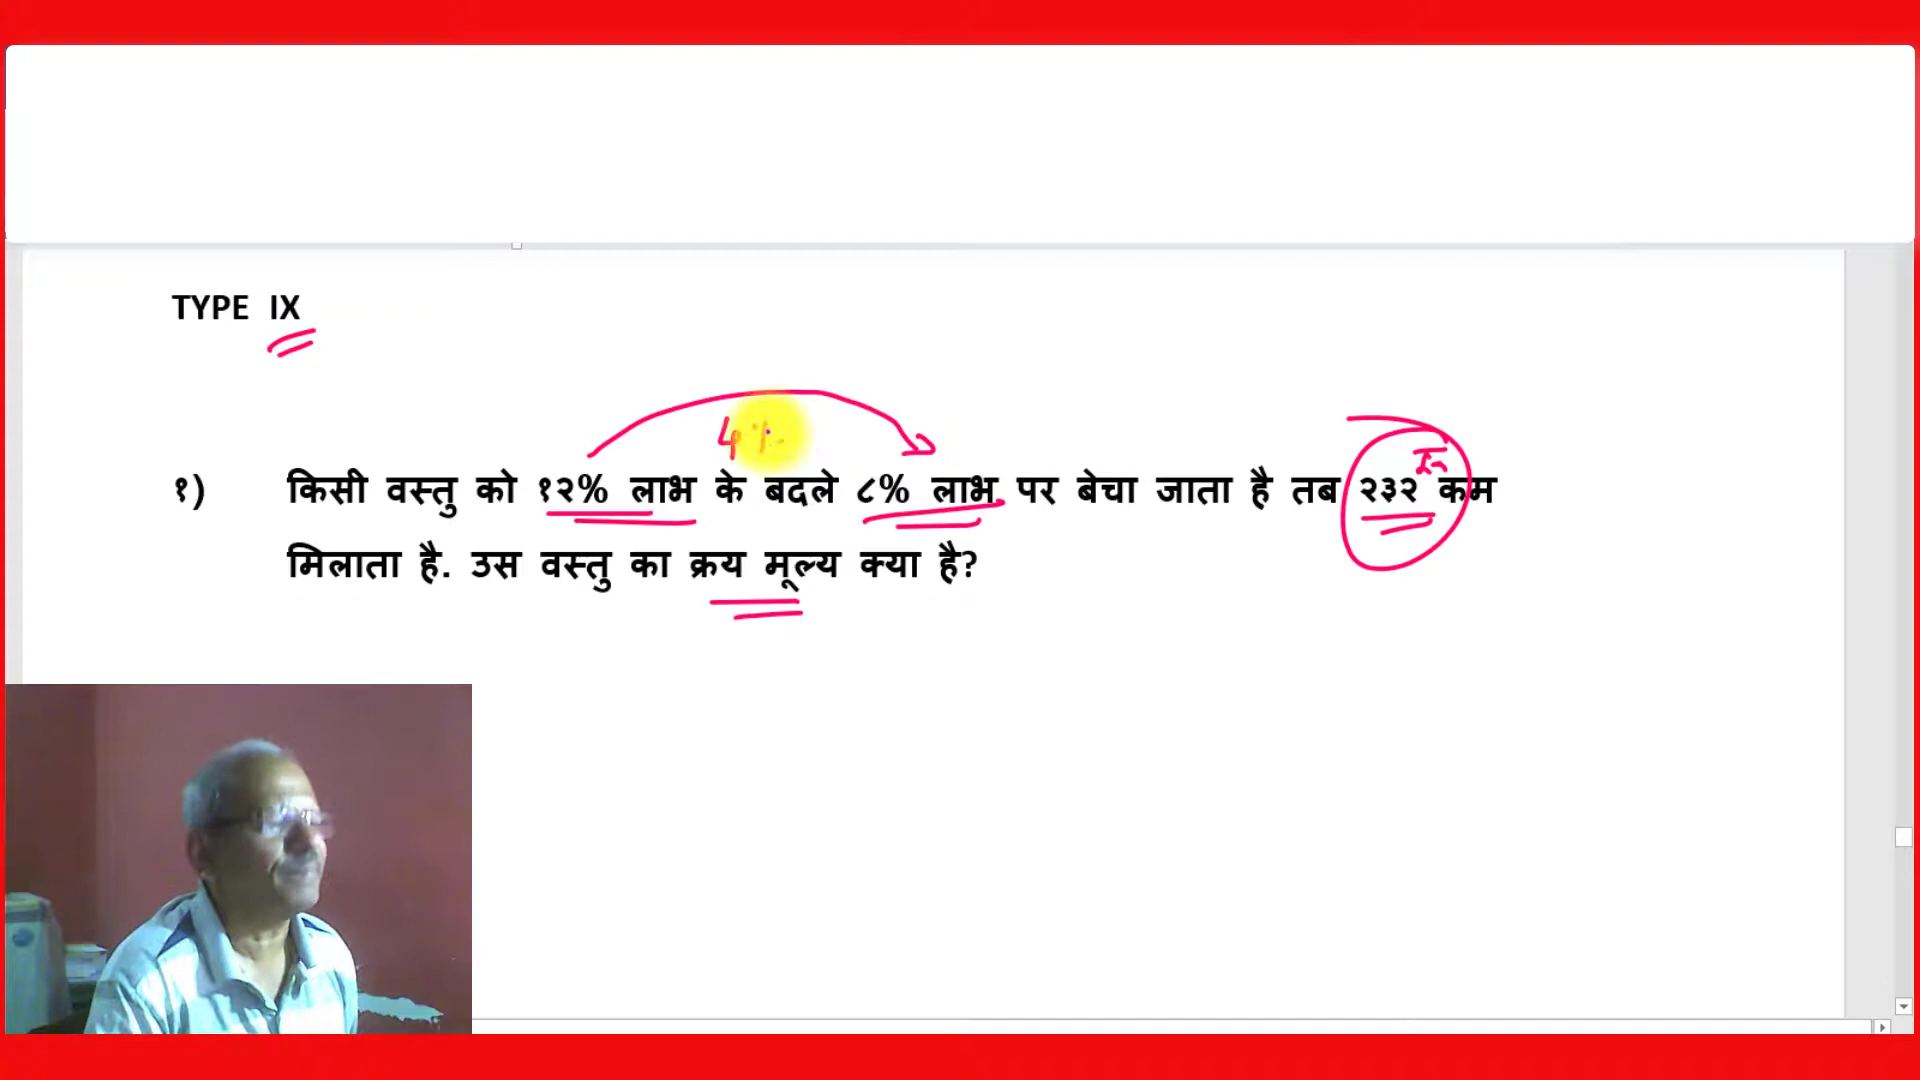 TYPE IX
4%
१) किसी वस्तु को १२% लाभ के बदले ८% लाभ पर बेचा जाता है तब २३२ कम
मिलाता है. उस वस्तु का क्रय मूल्य क्या है?